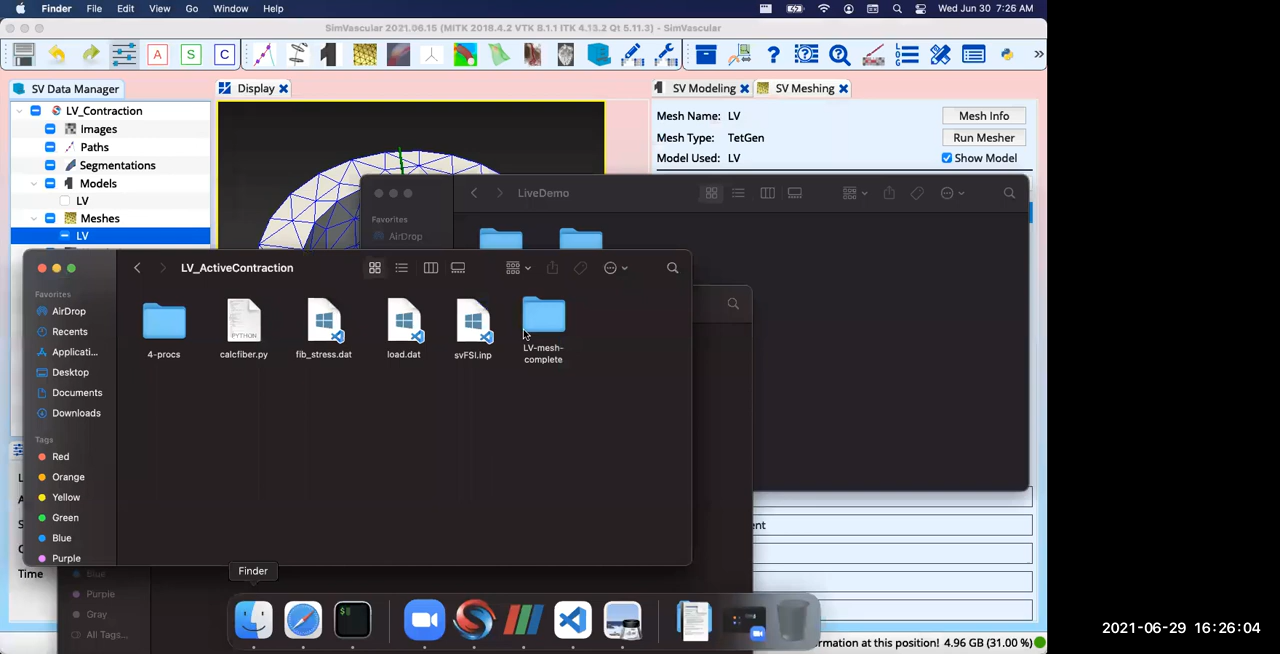 Finder File Edit View Go Window Help Wed Jun 30 7:26 AM
SimVascular 2021.06.15 (MITK 2018.4.2 VTK 8.1.1 ITK 4.13.2 Qt 5.11.3) - SimVascular
A S C ? »
SV Data Manager Display SV Modeling SV Meshing
LV_Contraction
Images
Paths
Segmentations
Models
LV
Meshes
LV
Mesh Name: LV Mesh Info
Mesh Type: TetGen Run Mesher
Model Used: LV Show Model
LiveDemo
Favorites
AirDrop
LV_ActiveContraction
Favorites
AirDrop
Recents
Applicati...
Desktop
Documents
Downloads
Tags
Red
Orange
Yellow
Green
Blue
Purple
PYTHON
4-procs
calcfiber.py
fib_stress.dat
load.dat
svFSI.inp
LV-mesh-
complete
ent
Time
Blue
Purple
Gray
All Tags...
Finder
$
ormation at this position! 4.96 GB (31.00 %)
2021-06-29 16:26:04